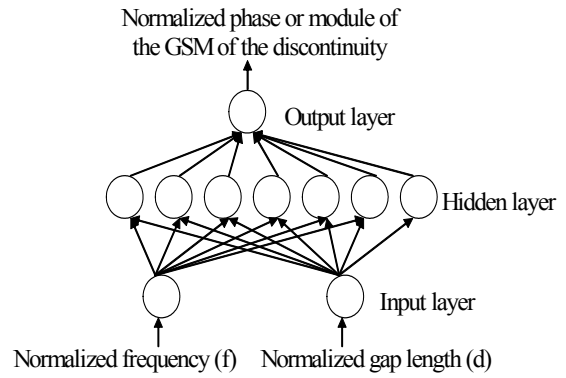 Normalized phase or module of
the GSM of the discontinuity
Output layer
Hidden layer
Input layer
Normalized frequency (f)
Normalized gap length (d)